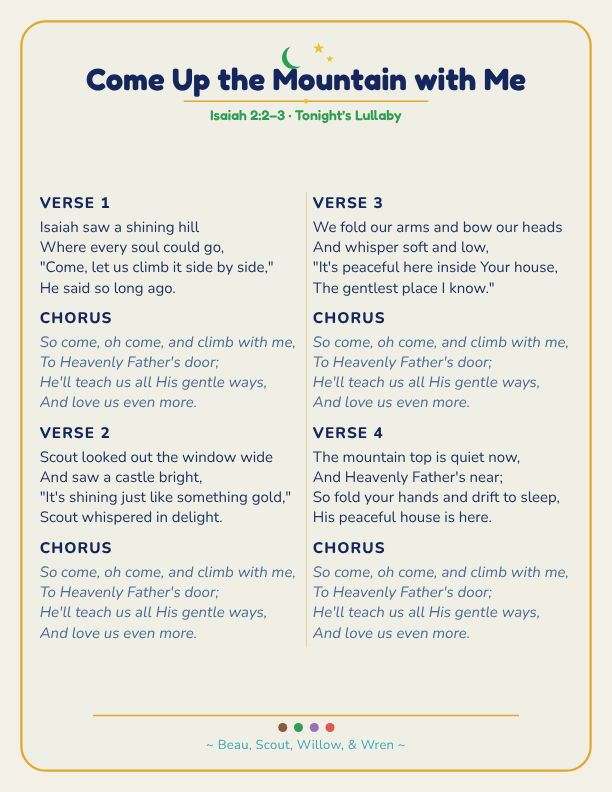 Come Up the Mountain with Me
Isaiah 2:2–3 · Tonight's Lullaby
VERSE 1
Isaiah saw a shining hill
Where every soul could go,
"Come, let us climb it side by side,"
He said so long ago.
CHORUS
So come, oh come, and climb with me,
To Heavenly Father's door;
He'll teach us all His gentle ways,
And love us even more.
VERSE 2
Scout looked out the window wide
And saw a castle bright,
"It's shining just like something gold,"
Scout whispered in delight.
CHORUS
So come, oh come, and climb with me,
To Heavenly Father's door;
He'll teach us all His gentle ways,
And love us even more.
VERSE 3
We fold our arms and bow our heads
And whisper soft and low,
"It's peaceful here inside Your house,
The gentlest place I know."
CHORUS
So come, oh come, and climb with me,
To Heavenly Father's door;
He'll teach us all His gentle ways,
And love us even more.
VERSE 4
The mountain top is quiet now,
And Heavenly Father's near;
So fold your hands and drift to sleep,
His peaceful house is here.
CHORUS
So come, oh come, and climb with me,
To Heavenly Father's door;
He'll teach us all His gentle ways,
And love us even more.
~ Beau, Scout, Willow, & Wren ~